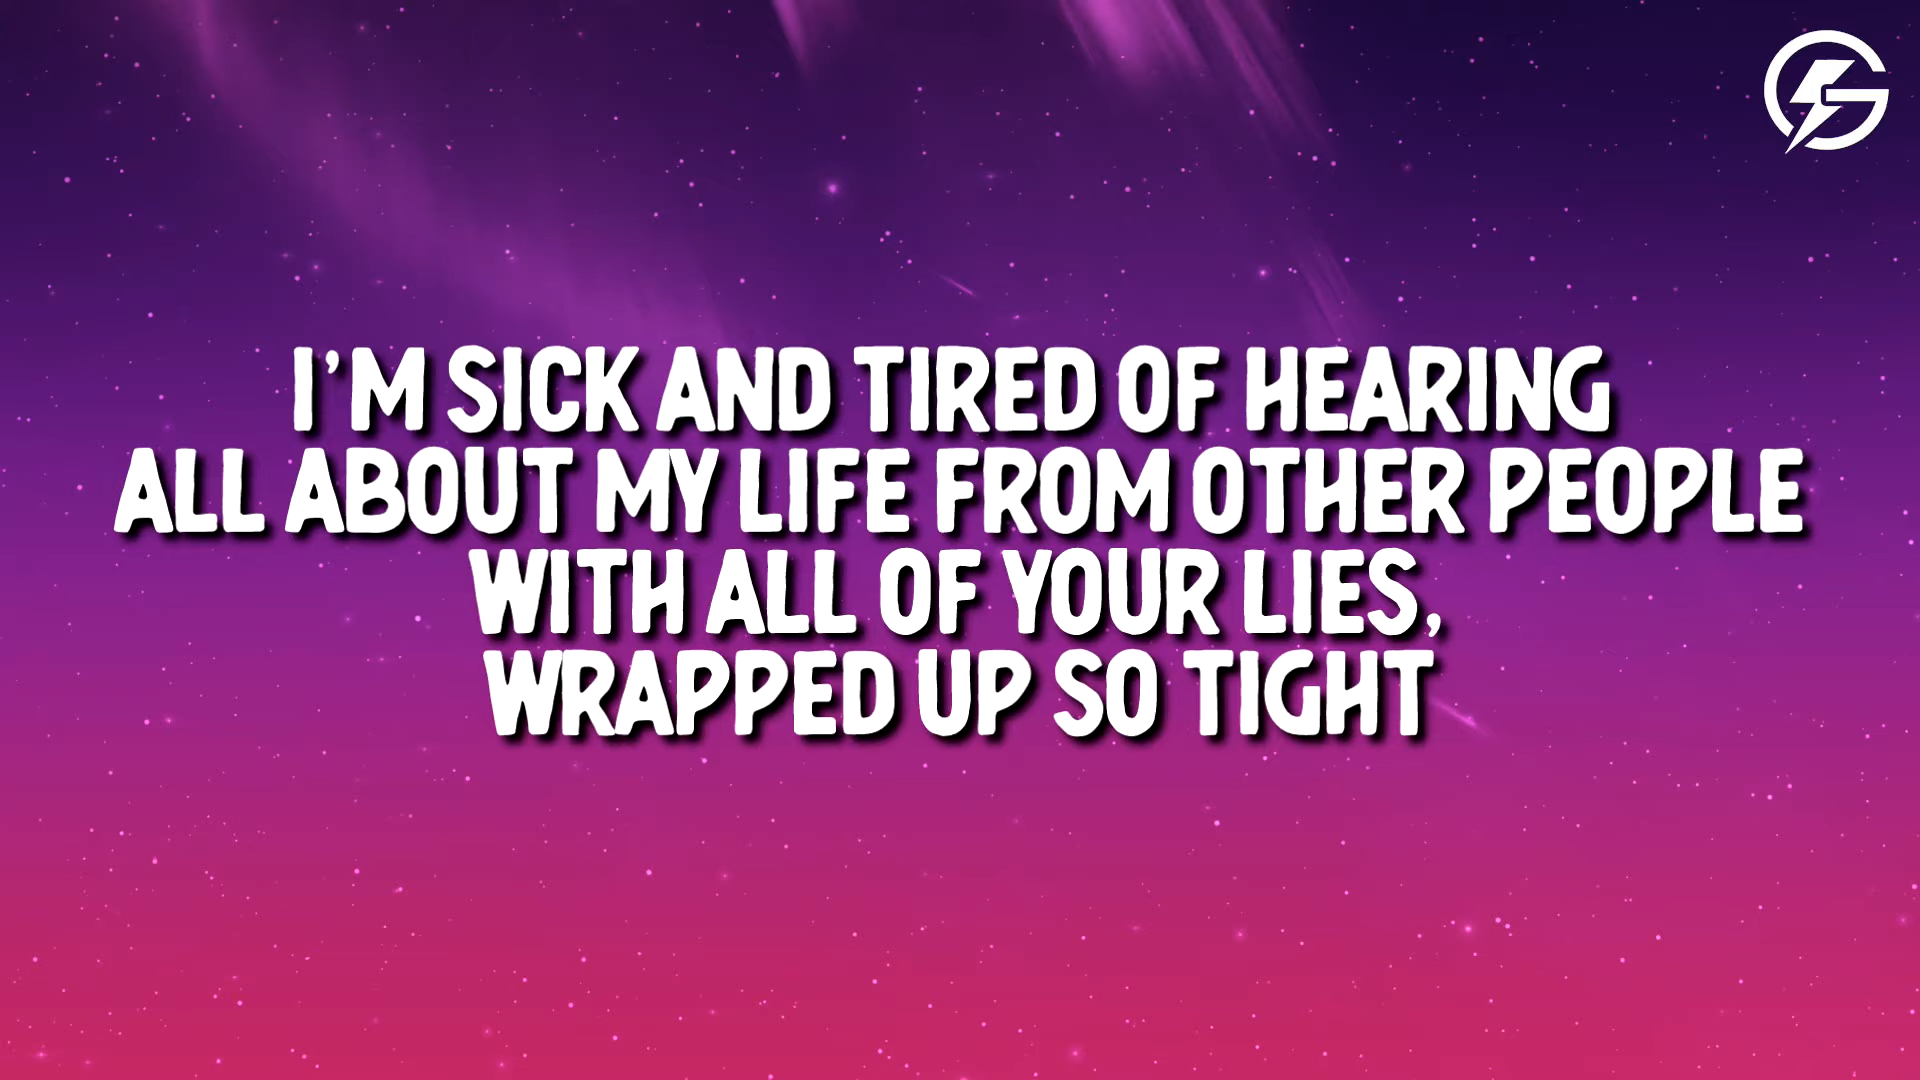 I'M SICK AND TIRED OF HEARING
ALL ABOUT MY LIFE FROM OTHER PEOPLE
WITH ALL OF YOUR LIES,
WRAPPED UP SO TIGHT